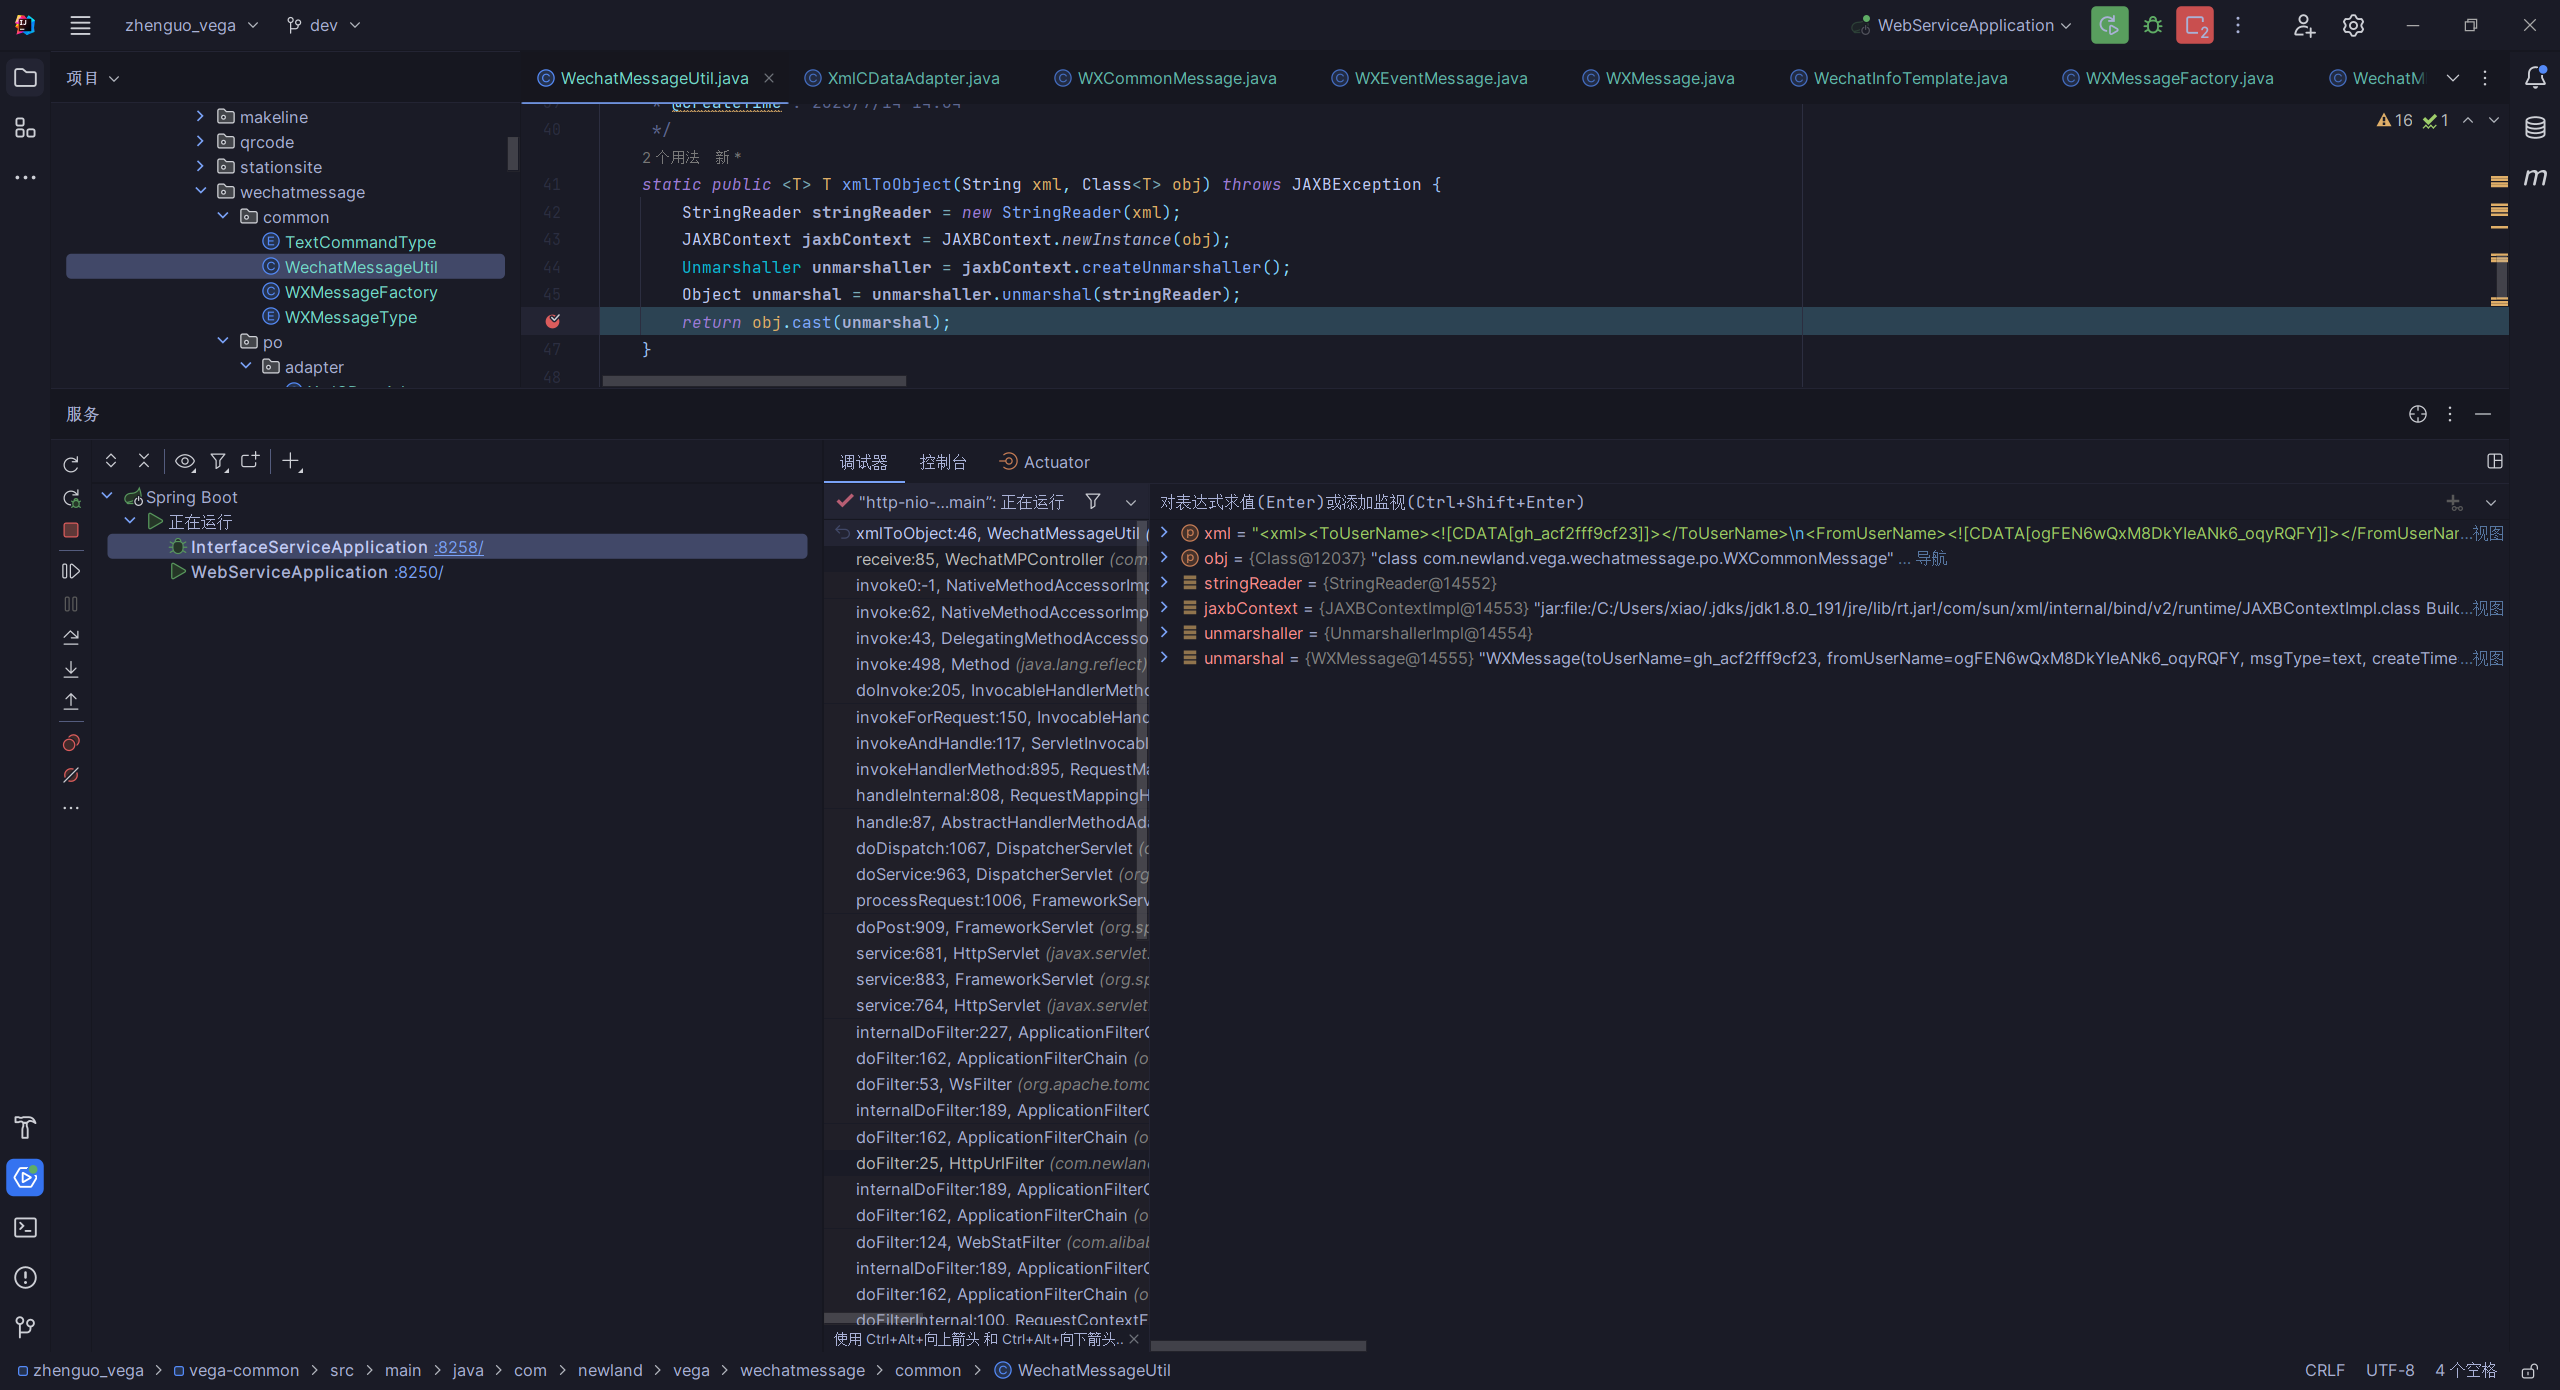 zhenguo_vega
dev
WebServiceApplication
2
项目
WechatMessageUtil.java
XmlCDataAdapter.java
WXCommonMessage.java
WXEventMessage.java
WXMessage.java
WechatInfoTemplate.java
WXMessageFactory.java
WechatM
makeline
qrcode
stationsite
wechatmessage
common
TextCommandType
WechatMessageUtil
WXMessageFactory
WXMessageType
po
adapter
16 1
40 */
2 个用法 新 *
41 static public <T> T xmlToObject(String xml, Class<T> obj) throws JAXBException {
42 StringReader stringReader = new StringReader(xml);
43 JAXBContext jaxbContext = JAXBContext.newInstance(obj);
44 Unmarshaller unmarshaller = jaxbContext.createUnmarshaller();
45 Object unmarshal = unmarshaller.unmarshal(stringReader);
return obj.cast(unmarshal);
47 }
48
服务
调试器 控制台 Actuator
Spring Boot
正在运行
InterfaceServiceApplication :8258/
WebServiceApplication :8250/
"http-nio-...main": 正在运行
xmlToObject:46, WechatMessageUtil (
receive:85, WechatMPController (com
invoke0:-1, NativeMethodAccessorImp
invoke:62, NativeMethodAccessorImp
invoke:43, DelegatingMethodAccesso
invoke:498, Method (java.lang.reflect)
doInvoke:205, InvocableHandlerMetho
invokeForRequest:150, InvocableHand
invokeAndHandle:117, ServletInvocabl
invokeHandlerMethod:895, RequestMa
handleInternal:808, RequestMappingH
handle:87, AbstractHandlerMethodAda
doDispatch:1067, DispatcherServlet (o
doService:963, DispatcherServlet (org
processRequest:1006, FrameworkServ
doPost:909, FrameworkServlet (org.sp
service:681, HttpServlet (javax.servlet.
service:883, FrameworkServlet (org.sp
service:764, HttpServlet (javax.servlet
internalDoFilter:227, ApplicationFilterC
doFilter:162, ApplicationFilterChain (o
doFilter:53, WsFilter (org.apache.tomc
internalDoFilter:189, ApplicationFilterC
doFilter:162, ApplicationFilterChain (o
doFilter:25, HttpUrlFilter (com.newlan
internalDoFilter:189, ApplicationFilterC
doFilter:162, ApplicationFilterChain (o
doFilter:124, WebStatFilter (com.alibab
internalDoFilter:189, ApplicationFilterC
doFilter:162, ApplicationFilterChain (o
doFilterInternal:100, RequestContextF
使用 Ctrl+Alt+向上箭头 和 Ctrl+Alt+向下箭头...
对表达式求值(Enter)或添加监视(Ctrl+Shift+Enter)
xml = "<xml><ToUserName><![CDATA[gh_acf2fff9cf23]]></ToUserName>\n<FromUserName><![CDATA[ogFEN6wQxM8DkYleANk6_oqyRQFY]]></FromUserNar...视图
obj = {Class@12037} "class com.newland.vega.wechatmessage.po.WXCommonMessage" ... 导航
stringReader = {StringReader@14552}
jaxbContext = {JAXBContextImpl@14553} "jar:file:/C:/Users/xiao/.jdks/jdk1.8.0_191/jre/lib/rt.jar!/com/sun/xml/internal/bind/v2/runtime/JAXBContextImpl.class Builc...视图
unmarshaller = {UnmarshallerImpl@14554}
unmarshal = {WXMessage@14555} "WXMessage(toUserName=gh_acf2fff9cf23, fromUserName=ogFEN6wQxM8DkYleANk6_oqyRQFY, msgType=text, createTime ...视图
zhenguo_vega > vega-common > src > main > java > com > newland > vega > wechatmessage > common > WechatMessageUtil
CRLF UTF-8 4 个空格